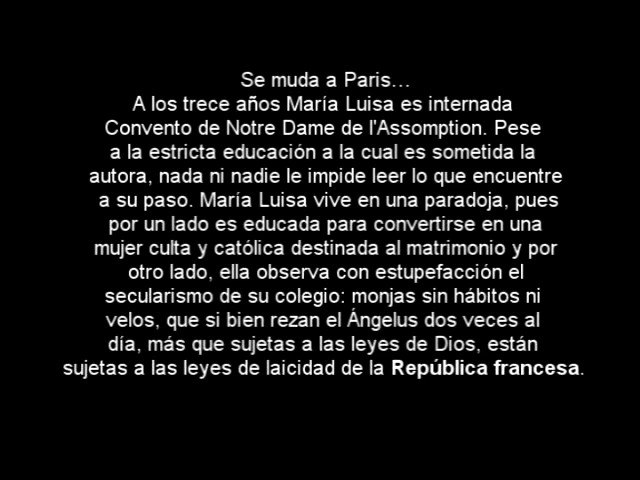 Se muda a Paris…
A los trece años María Luisa es internada
Convento de Notre Dame de l'Assomption. Pese
a la estricta educación a la cual es sometida la
autora, nada ni nadie le impide leer lo que encuentre
a su paso. María Luisa vive en una paradoja, pues
por un lado es educada para convertirse en una
mujer culta y católica destinada al matrimonio y por
otro lado, ella observa con estupefacción el
secularismo de su colegio: monjas sin hábitos ni
velos, que si bien rezan el Ángelus dos veces al
día, más que sujetas a las leyes de Dios, están
sujetas a las leyes de laicidad de la República francesa.